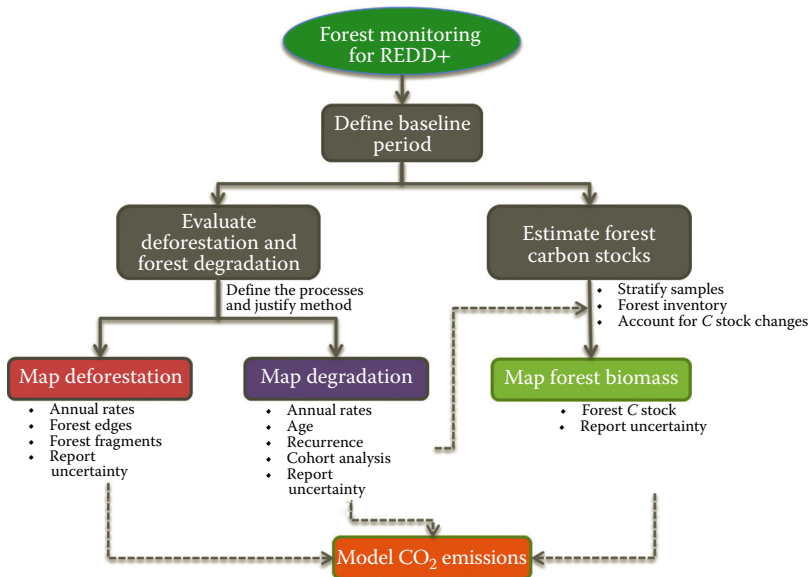 Forest monitoring
for REDD+
Define baseline
period
Evaluate
deforestation and
forest degradation
Define the processes
and justify method
Estimate forest
carbon stocks
• Stratify samples
• Forest inventory
• Account for C stock changes
Map deforestation
• Annual rates
• Forest edges
• Forest fragments
• Report
uncertainty
Map degradation
• Annual rates
• Age
• Recurrence
• Cohort analysis
• Report
uncertainty
Map forest biomass
• Forest C stock
• Report uncertainty
Model CO₂ emissions